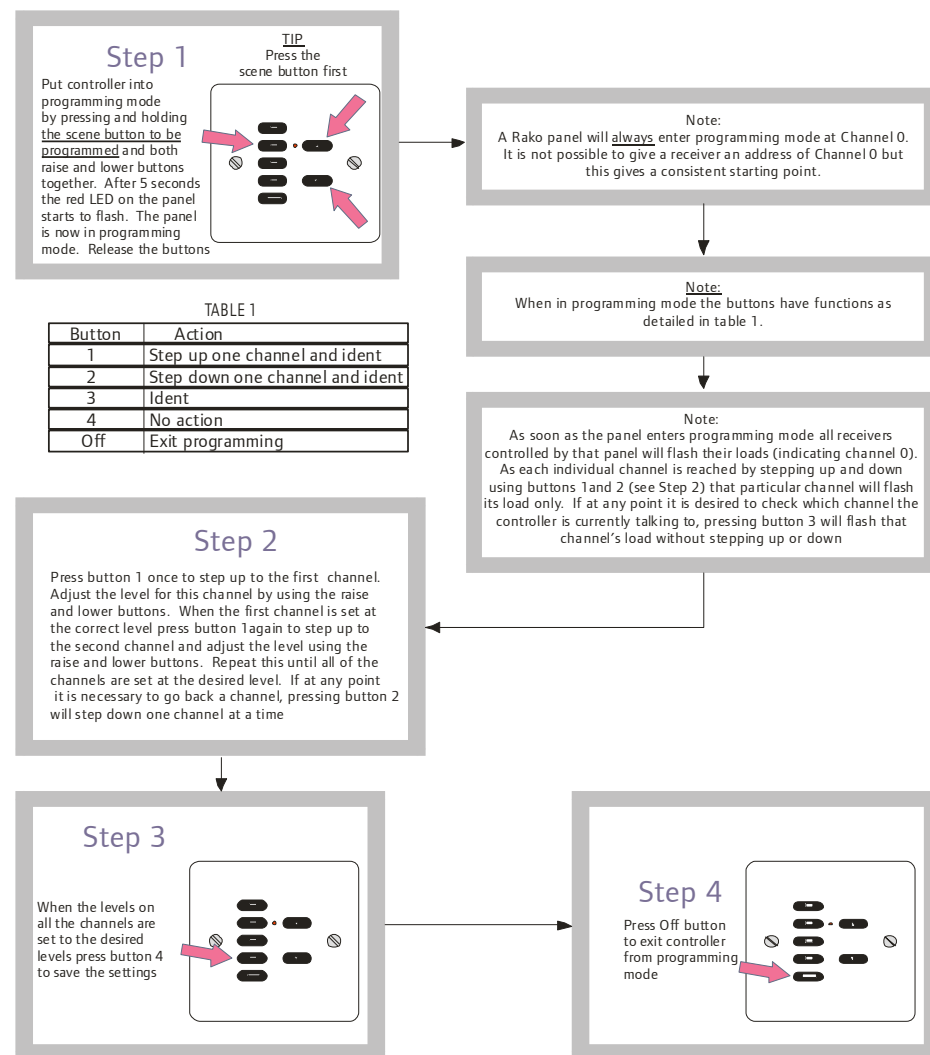 Step 1
Put controller into
programming mode
by pressing and holding
the scene button to be
programmed and both
raise and lower buttons
together. After 5 seconds
the red LED on the panel
starts to flash. The panel
is now in programming
mode. Release the buttons
TIP
Press the
scene button first
Note:
A Rako panel will always enter programming mode at Channel 0.
It is not possible to give a receiver an address of Channel 0 but
this gives a consistent starting point.
Note:
When in programming mode the buttons have functions as
detailed in table 1.
TABLE 1
Button Action
1 Step up one channel and ident
2 Step down one channel and ident
3 Ident
4 No action
Off Exit programming
Note:
As soon as the panel enters programming mode all receivers
controlled by that panel will flash their loads (indicating channel 0).
As each individual channel is reached by stepping up and down
using buttons 1and 2 (see Step 2) that particular channel will flash
its load only. If at any point it is desired to check which channel the
controller is currently talking to, pressing button 3 will flash that
channel's load without stepping up or down
Step 2
Press button 1 once to step up to the first channel.
Adjust the level for this channel by using the raise
and lower buttons. When the first channel is set at
the correct level press button 1again to step up to
the second channel and adjust the level using the
raise and lower buttons. Repeat this until all of the
channels are set at the desired level. If at any point
it is necessary to go back a channel, pressing button 2
will step down one channel at a time
Step 3
When the levels on
all the channels are
set to the desired
levels press button 4
to save the settings
Step 4
Press Off button
to exit controller
from programming
mode